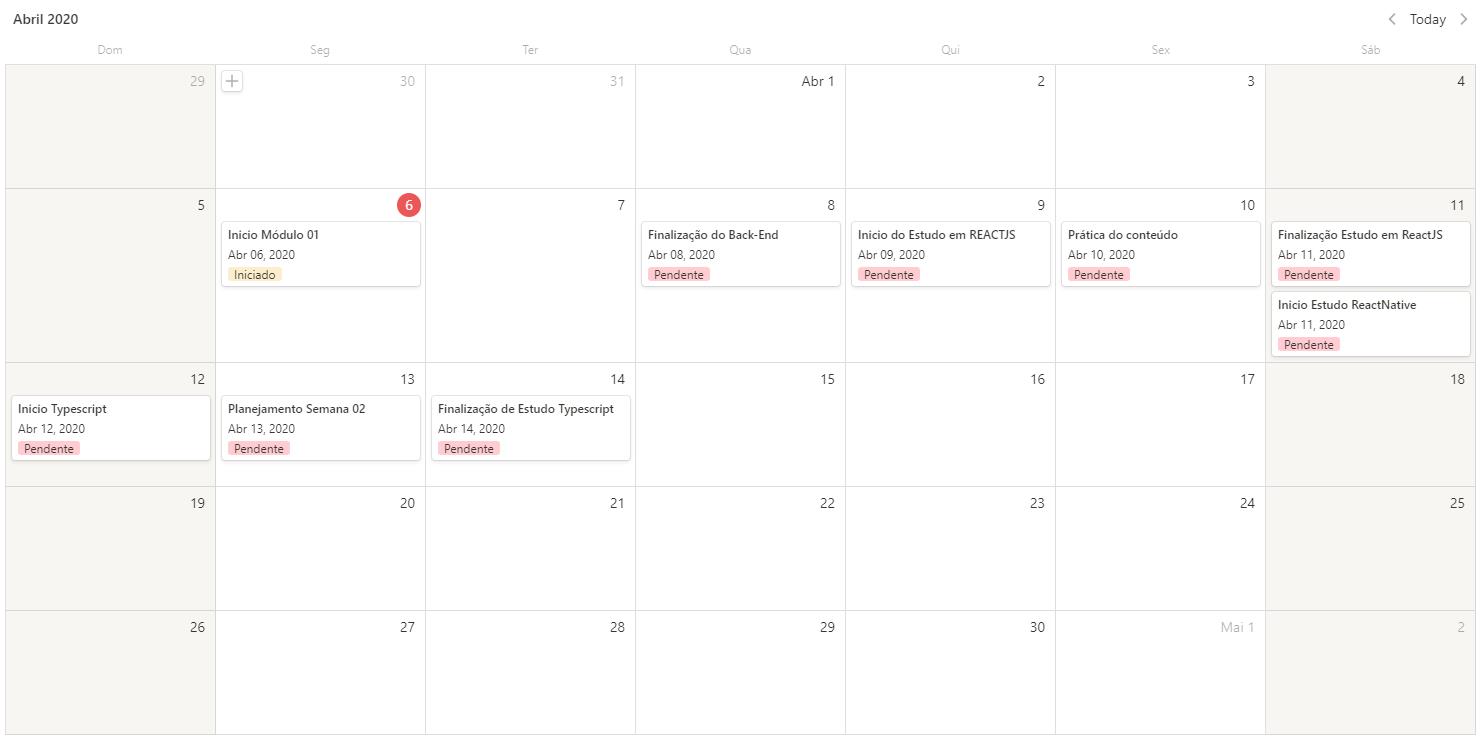 Abril 2020
Today
Dom Seg Ter Qua Qui Sex Sáb
29 30 31 Abr 1 2 3 4
5 6 7 8 9 10 11
Inicio Módulo 01
Abr 06, 2020
Iniciado
Finalização do Back-End
Abr 08, 2020
Pendente
Inicio do Estudo em REACTJS
Abr 09, 2020
Pendente
Prática do conteúdo
Abr 10, 2020
Pendente
Finalização Estudo em ReactJS
Abr 11, 2020
Pendente
Inicio Estudo ReactNative
Abr 11, 2020
Pendente
12 13 14 15 16 17 18
Inicio Typescript
Abr 12, 2020
Pendente
Planejamento Semana 02
Abr 13, 2020
Pendente
Finalização de Estudo Typescript
Abr 14, 2020
Pendente
19 20 21 22 23 24 25
26 27 28 29 30 Mai 1 2